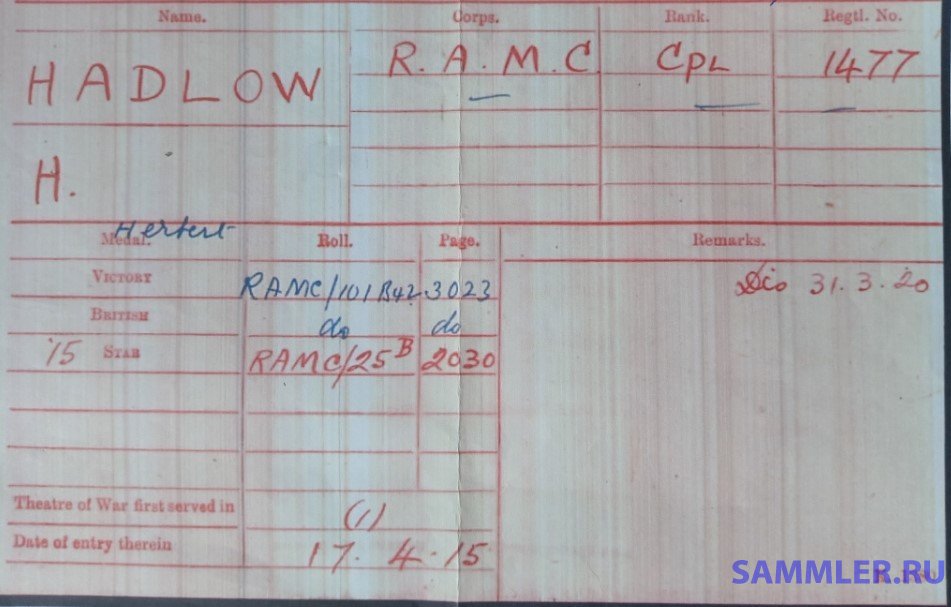 Name. Corps. Rank. Regtl. No.
HADLOW R.A.M.C CPL 1477
H.
Herbert
Medal. Roll. Page. Remarks.
VICTORY RAMC/101B42 3023 Dis 31.3.20
BRITISH do do
'15 STAR RAMC/25B 2030
Theatre of War first served in (1)
Date of entry therein 17.4.15
SAMMLER.RU